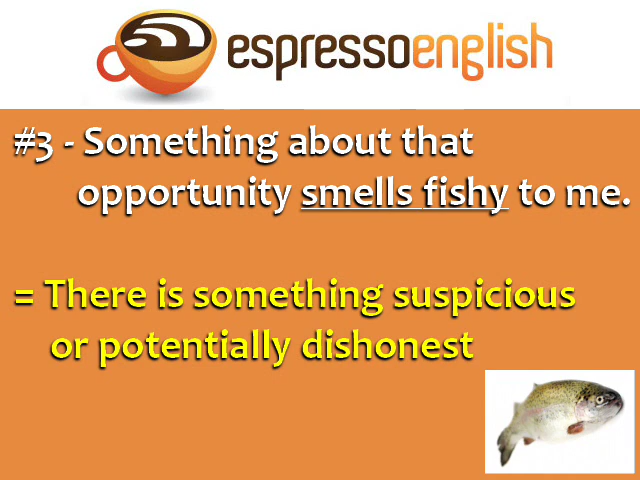 espressoenglish
#3 - Something about that
opportunity smells fishy to me.
= There is something suspicious
or potentially dishonest